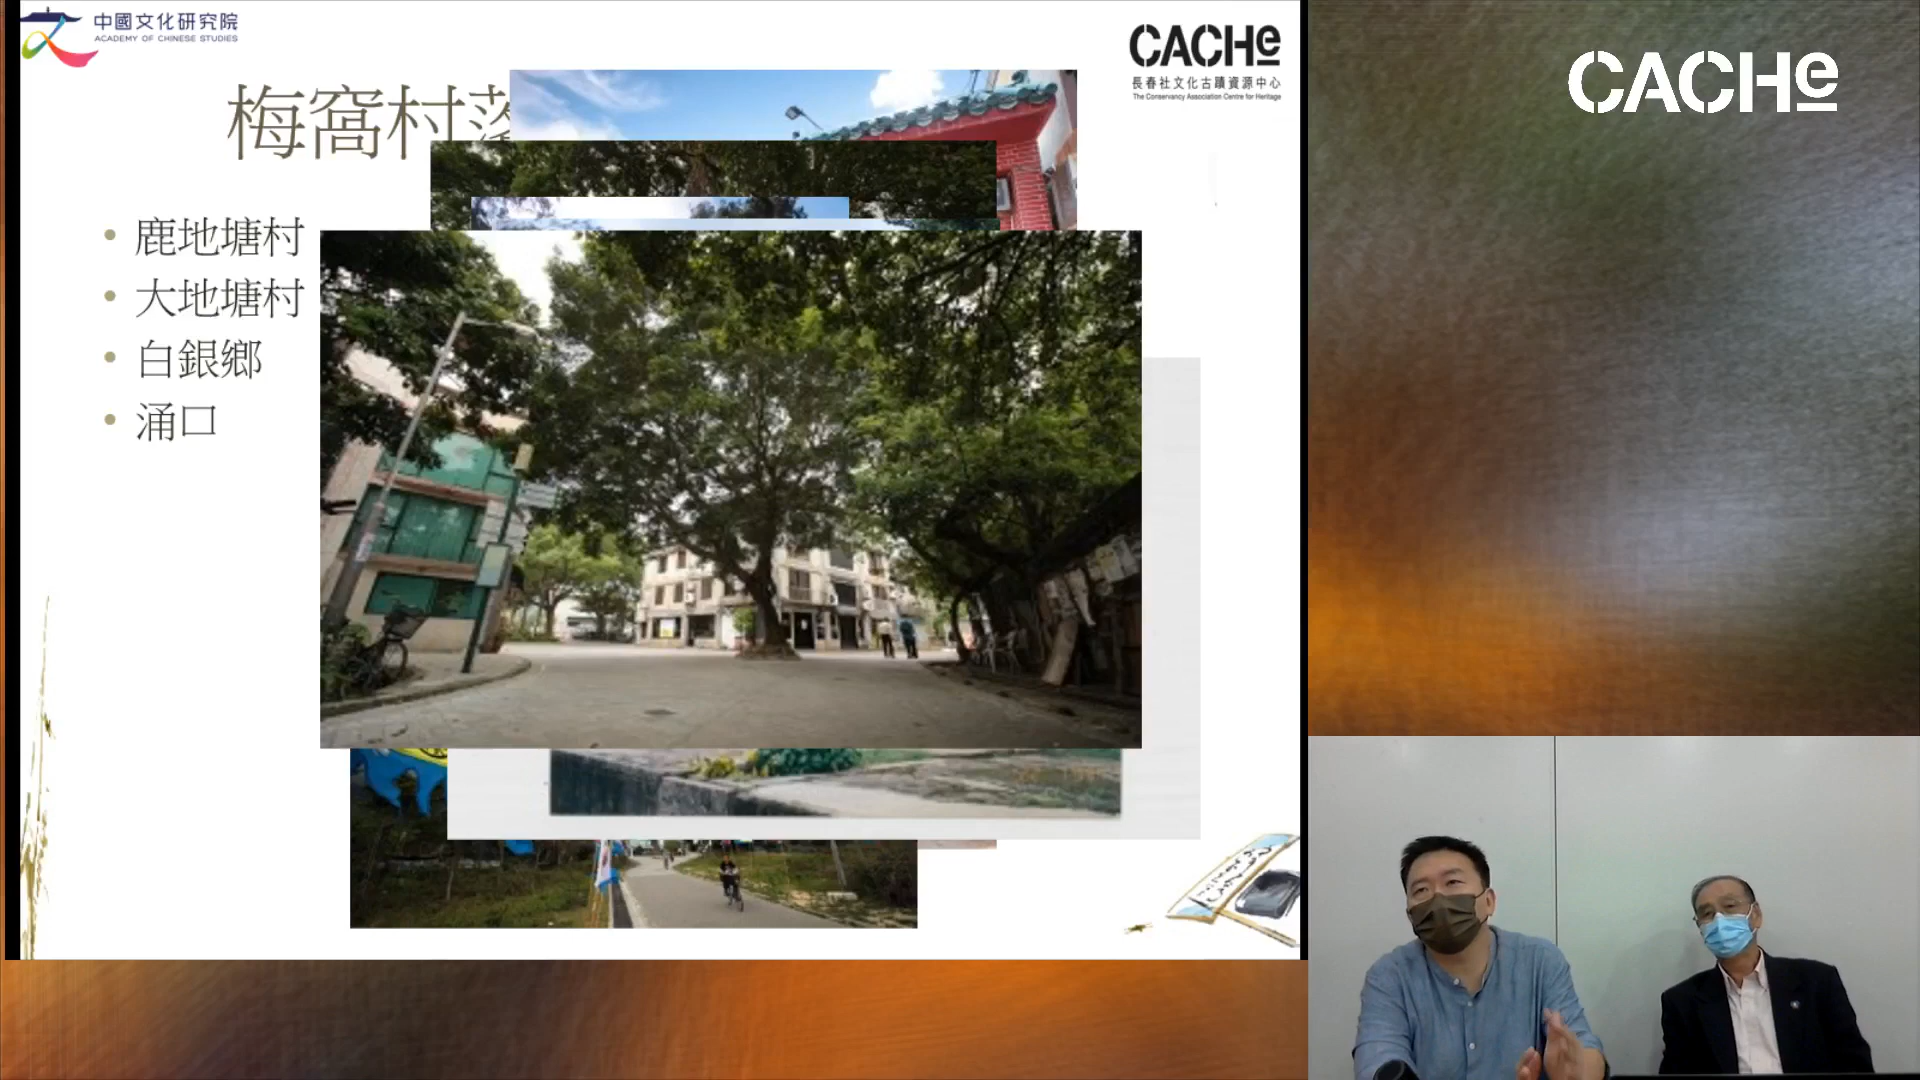 中國文化研究院
ACADEMY OF CHINESE STUDIES
CACHe
長春社文化古蹟資源中心
The Conservancy Association Centre for Heritage
梅窩村落
• 鹿地塘村
• 大地塘村
• 白銀鄉
• 涌口
CACHe